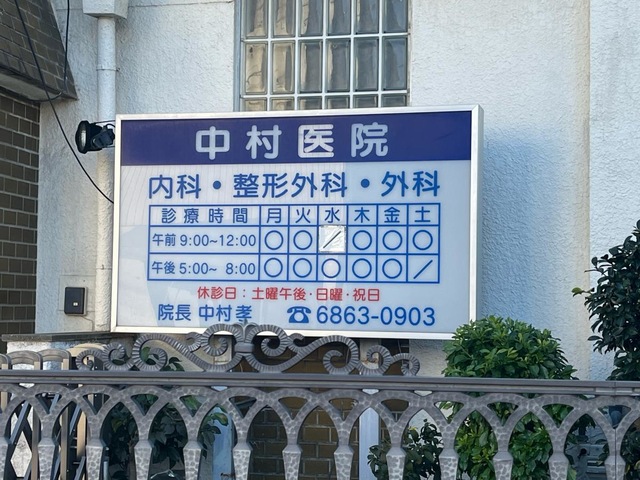 中村医院
内科・整形外科・外科
診療時間 月 火 水 木 金 土
午前 9:00~12:00 ○ ○ / ○ ○ ○
午後 5:00~ 8:00 ○ ○ ○ ○ ○ /
休診日：土曜午後・日曜・祝日
院長 中村孝 ☎6863-0903